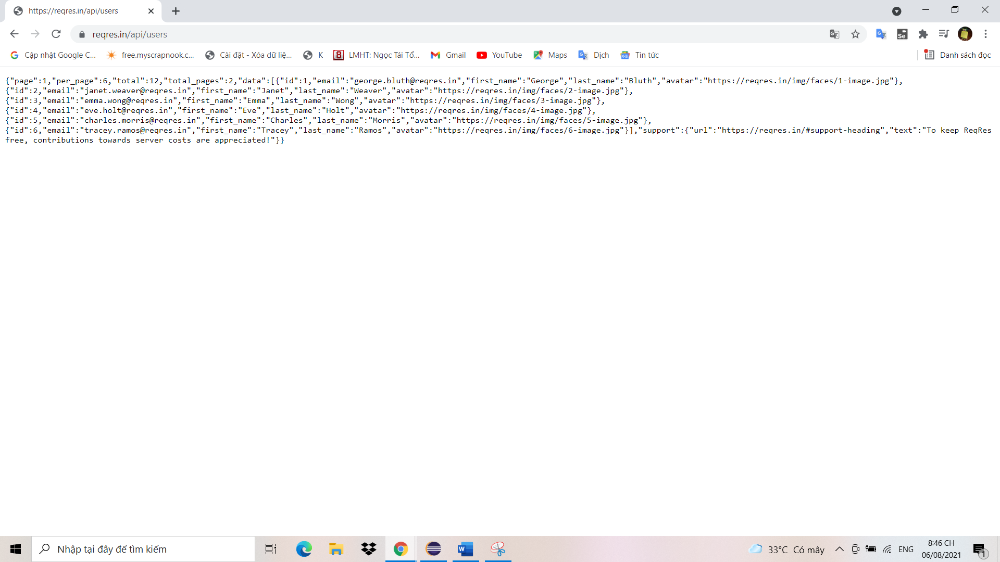 https://reqres.in/api/users
reqres.in/api/users
Cập nhật Google C... free.myscrapnook.c... Cài đặt - Xóa dữ liệ... K 8 LMHT: Ngọc Tái Tổ... Gmail YouTube Maps Dịch Tin tức Danh sách đọc
{"page":1,"per_page":6,"total":12,"total_pages":2,"data":[{"id":1,"email":"george.bluth@reqres.in","first_name":"George","last_name":"Bluth","avatar":"https://reqres.in/img/faces/1-image.jpg"},
{"id":2,"email":"janet.weaver@reqres.in","first_name":"Janet","last_name":"Weaver","avatar":"https://reqres.in/img/faces/2-image.jpg"},
{"id":3,"email":"emma.wong@reqres.in","first_name":"Emma","last_name":"Wong","avatar":"https://reqres.in/img/faces/3-image.jpg"},
{"id":4,"email":"eve.holt@reqres.in","first_name":"Eve","last_name":"Holt","avatar":"https://reqres.in/img/faces/4-image.jpg"},
{"id":5,"email":"charles.morris@reqres.in","first_name":"Charles","last_name":"Morris","avatar":"https://reqres.in/img/faces/5-image.jpg"},
{"id":6,"email":"tracey.ramos@reqres.in","first_name":"Tracey","last_name":"Ramos","avatar":"https://reqres.in/img/faces/6-image.jpg"}],"support":{"url":"https://reqres.in/#support-heading","text":"To keep ReqRes
free, contributions towards server costs are appreciated!"}}
Nhập tại đây để tìm kiếm
33°C Có mây
ENG
8:46 CH
06/08/2021
1